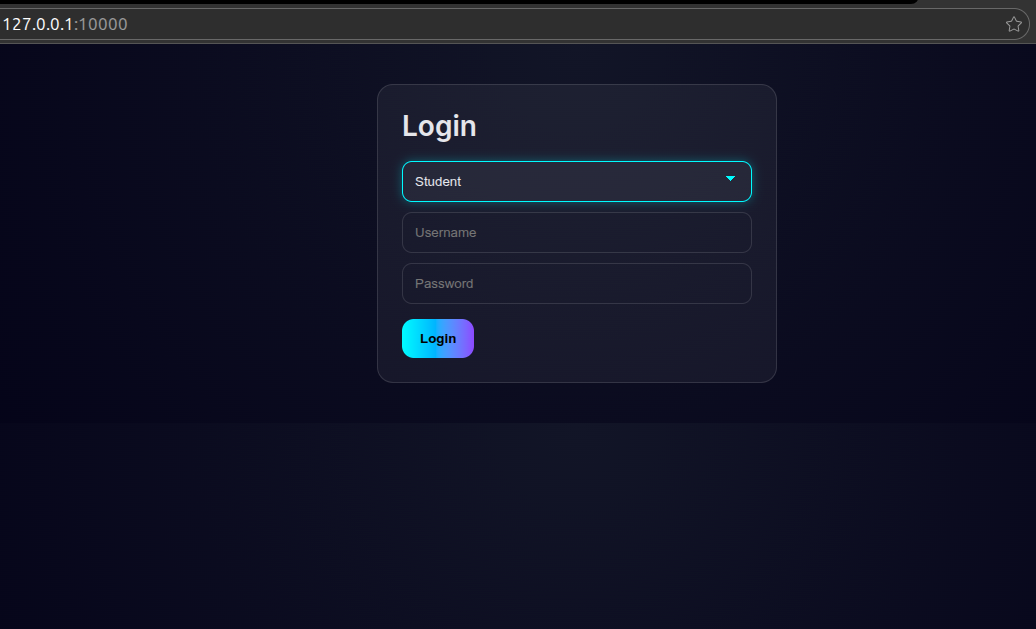 127.0.0.1:10000
Login
Student
Username
Password
Login